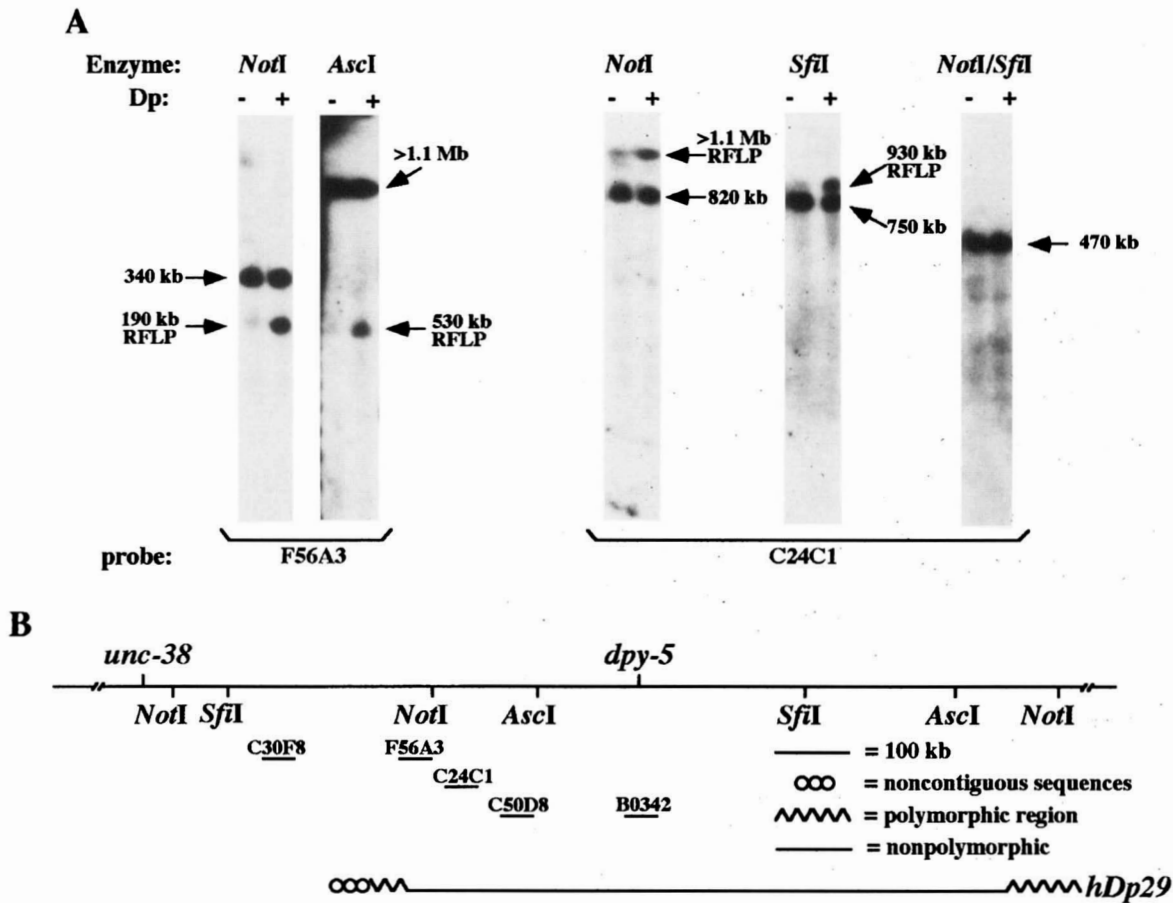 A
Enzyme: NotI AscI NotI SfiI NotI/SfiI
Dp: - + - + - + - + - +
>1.1 Mb
>1.1 Mb
RFLP
930 kb
RFLP
820 kb
750 kb
470 kb
340 kb
190 kb
RFLP
530 kb
RFLP
probe: F56A3 C24C1
B
unc-38 dpy-5
NotI SfiI NotI AscI SfiI AscI NotI
C30F8 F56A3
C24C1
C50D8 B0342
= 100 kb
= noncontiguous sequences
= polymorphic region
= nonpolymorphic
hDp29